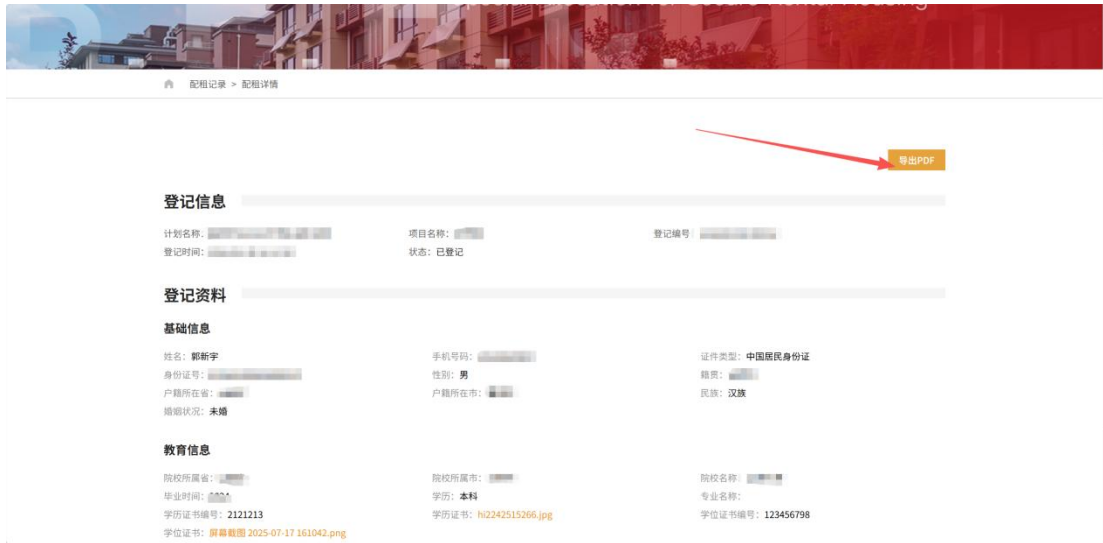 for Secure Rental Housing
配租记录 > 配租详情
导出PDF
登记信息
计划名称: 项目名称: 登记编号:
登记时间: 状态: 已登记
登记资料
基础信息
姓名: 郭新宇 手机号码: 证件类型: 中国居民身份证
身份证号: 性别: 男 籍贯:
户籍所在省: 户籍所在市: 民族: 汉族
婚姻状况: 未婚
教育信息
院校所属省: 院校所属市: 院校名称:
毕业时间: 学历: 本科 专业名称:
学历证书编号: 2121213 学历证书: hi2242515266.jpg 学位证书编号: 123456798
学位证书: 屏幕截图 2025-07-17 161042.png